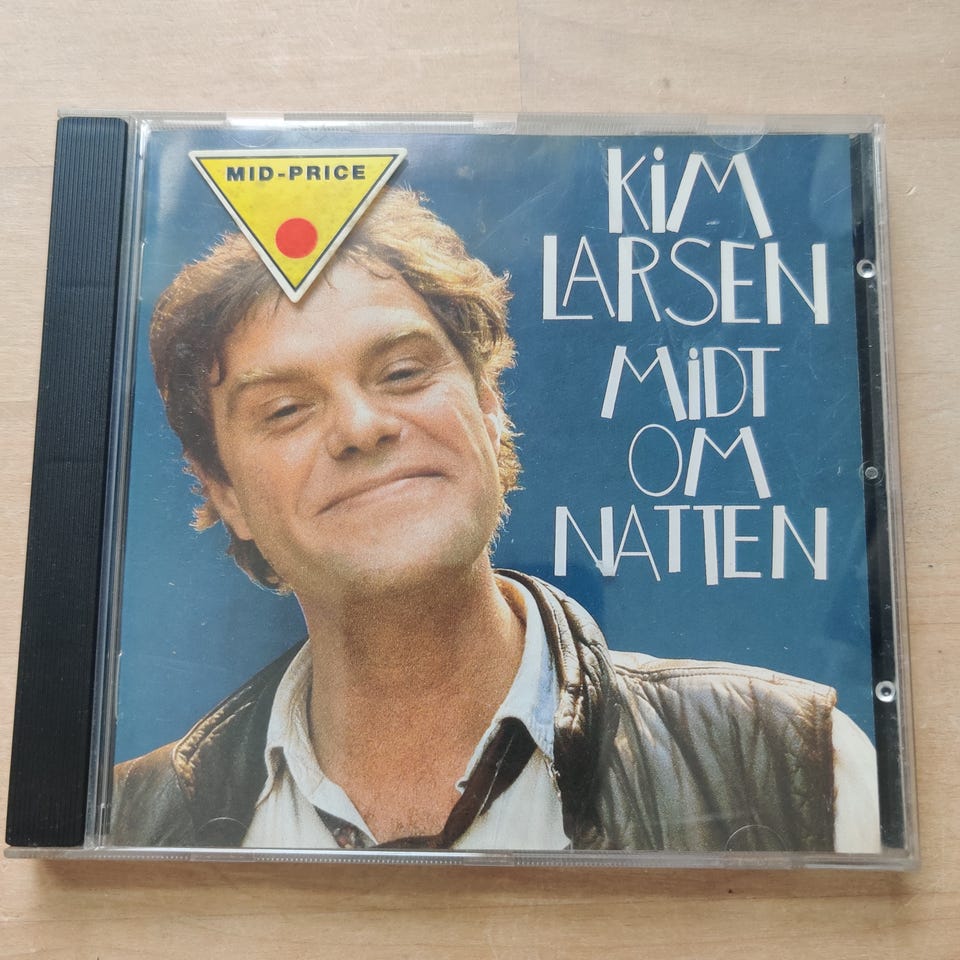 MID-PRICE
KiM
LARSEN
MiDT
OM
NATTEN